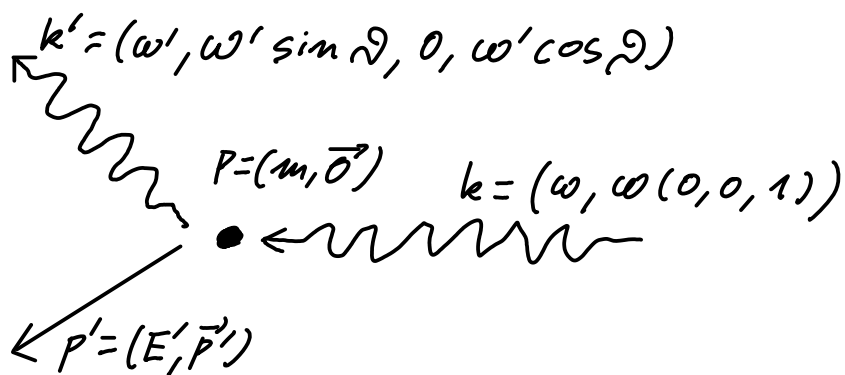 k'=(ω', ω' sin ϑ, 0, ω' cos ϑ)
P=(m, 0⃗)
k=(ω, ω(0,0,1))
p'=(E', p⃗')